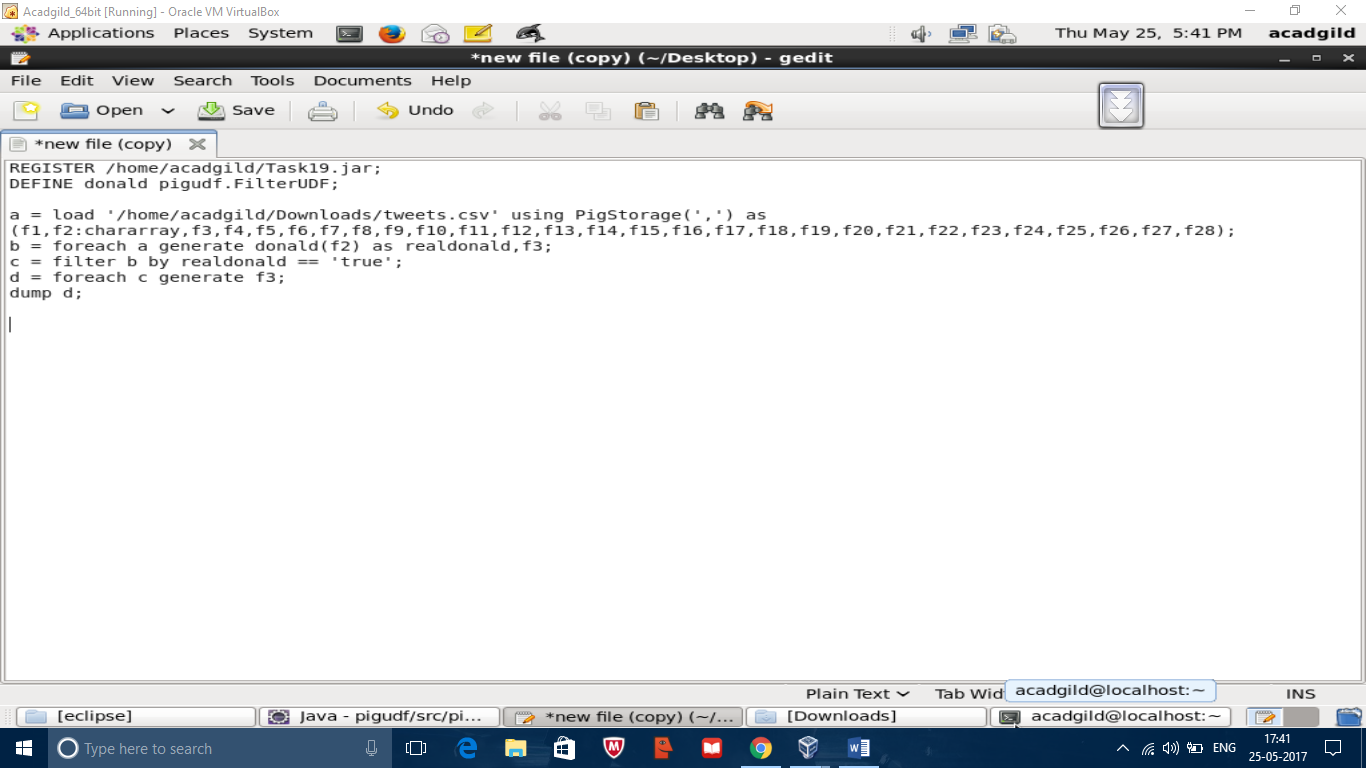 Acadgild_64bit [Running] - Oracle VM VirtualBox
Applications Places System Thu May 25, 5:41 PM acadgild
*new file (copy) (~/Desktop) - gedit
File Edit View Search Tools Documents Help
Open Save Undo
*new file (copy)
REGISTER /home/acadgild/Task19.jar;
DEFINE donald pigudf.FilterUDF;
a = load '/home/acadgild/Downloads/tweets.csv' using PigStorage(',') as
(f1,f2:chararray,f3,f4,f5,f6,f7,f8,f9,f10,f11,f12,f13,f14,f15,f16,f17,f18,f19,f20,f21,f22,f23,f24,f25,f26,f27,f28);
b = foreach a generate donald(f2) as realdonald,f3;
c = filter b by realdonald == 'true';
d = foreach c generate f3;
dump d;
Plain Text Tab Wid acadgild@localhost:~ INS
[eclipse] Java - pigudf/src/pi... *new file (copy) (~/... [Downloads] acadgild@localhost:~
Type here to search ENG 17:41
25-05-2017